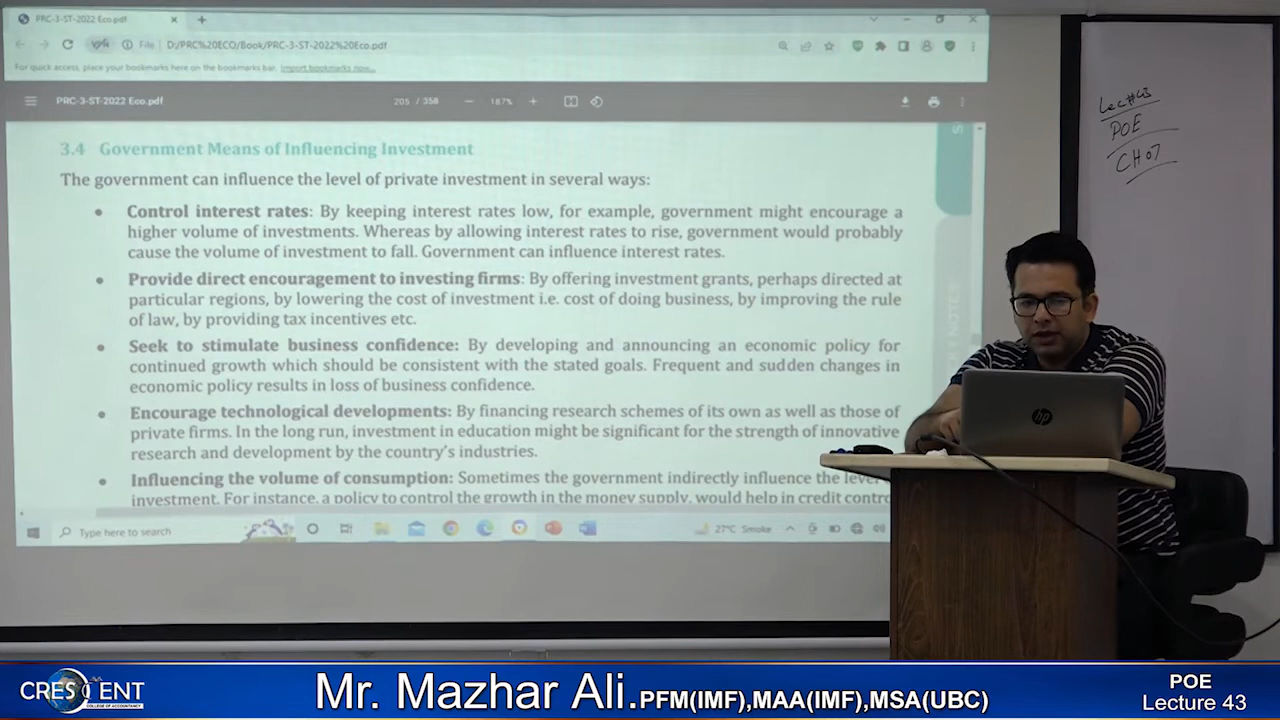 PRC-3-ST-2022 Eco.pdf
File D:/PRC%20ECO/Book/PRC-3-ST-2022%20Eco.pdf
For quick access, place your bookmarks here on the bookmarks bar. Import bookmarks now...
PRC-3-ST-2022 Eco.pdf 205 / 358 187%
3.4 Government Means of Influencing Investment
The government can influence the level of private investment in several ways:
• Control interest rates: By keeping interest rates low, for example, government might encourage a
higher volume of investments. Whereas by allowing interest rates to rise, government would probably
cause the volume of investment to fall. Government can influence interest rates.
• Provide direct encouragement to investing firms: By offering investment grants, perhaps directed at
particular regions, by lowering the cost of investment i.e. cost of doing business, by improving the rule
of law, by providing tax incentives etc.
• Seek to stimulate business confidence: By developing and announcing an economic policy for
continued growth which should be consistent with the stated goals. Frequent and sudden changes in
economic policy results in loss of business confidence.
• Encourage technological developments: By financing research schemes of its own as well as those of
private firms. In the long run, investment in education might be significant for the strength of innovative
research and development by the country's industries.
• Influencing the volume of consumption: Sometimes the government indirectly influence the level
investment. For instance, a policy to control the growth in the money supply, would help in credit contro
Type here to search 27°C Smoke
Lec#43
POE
CH 07
hp
CRESCENT
COLLEGE OF ACCOUNTANCY
Mr. Mazhar Ali.PFM(IMF),MAA(IMF),MSA(UBC)
POE
Lecture 43